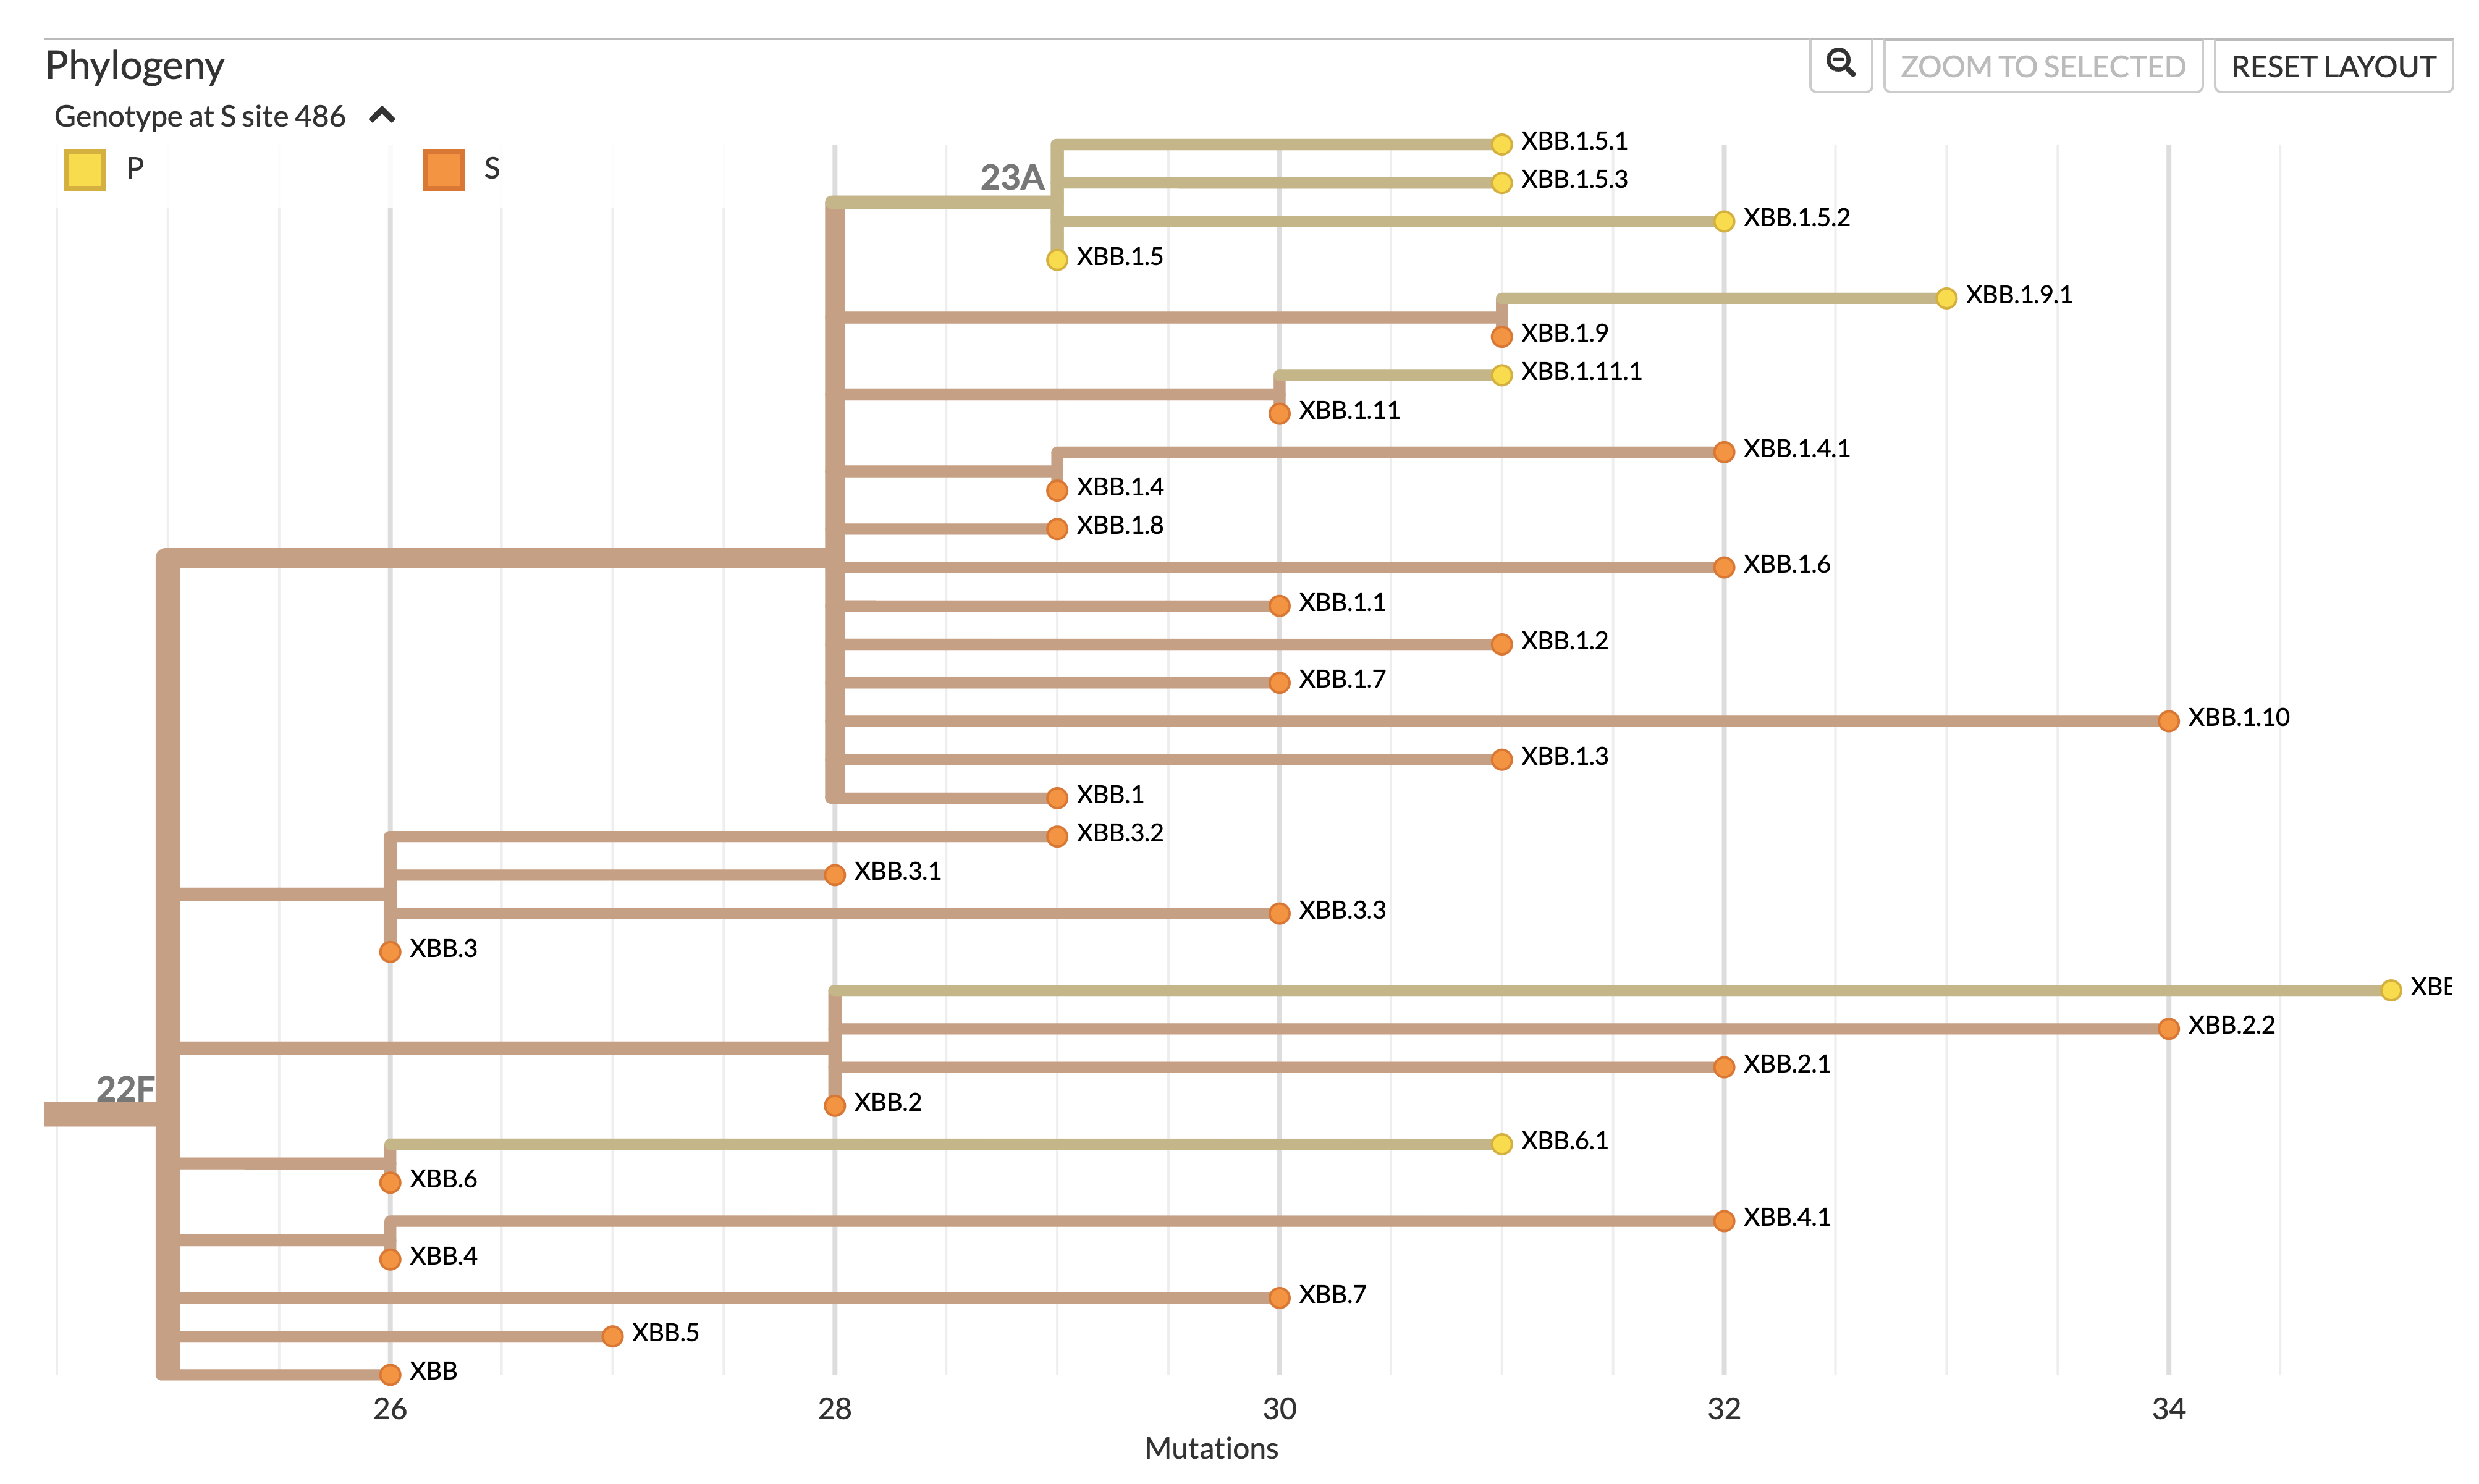 Phylogeny
ZOOM TO SELECTED
RESET LAYOUT
Genotype at S site 486
P
S
XBB.1.5.1
23A
XBB.1.5.3
XBB.1.5.2
XBB.1.5
XBB.1.9.1
XBB.1.9
XBB.1.11.1
XBB.1.11
XBB.1.4.1
XBB.1.4
XBB.1.8
XBB.1.6
XBB.1.1
XBB.1.2
XBB.1.7
XBB.1.10
XBB.1.3
XBB.1
XBB.3.2
XBB.3.1
XBB.3.3
XBB.3
XBB.2.2
XBB.2.1
22F
XBB.2
XBB.6.1
XBB.6
XBB.4.1
XBB.4
XBB.7
XBB.5
XBB
26 28 30 32 34
Mutations